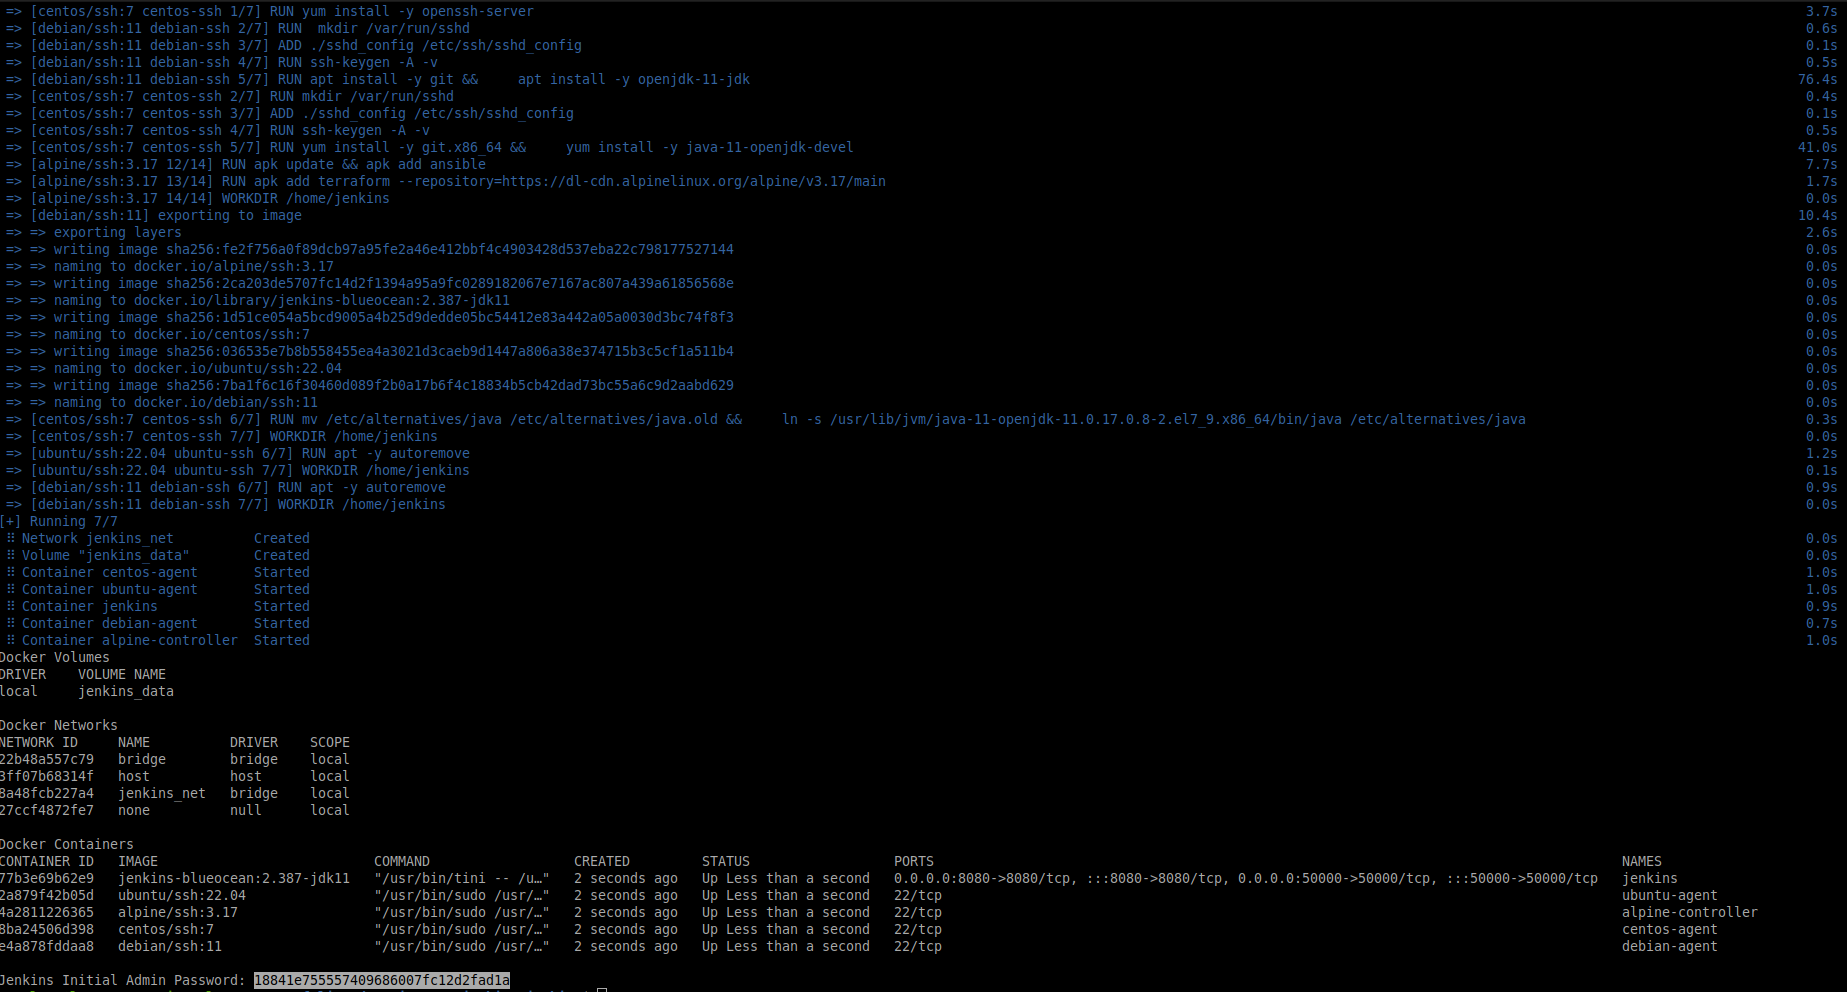 => [centos/ssh:7 centos-ssh 1/7] RUN yum install -y openssh-server 3.7s
=> [debian/ssh:11 debian-ssh 2/7] RUN  mkdir /var/run/sshd 0.6s
=> [debian/ssh:11 debian-ssh 3/7] ADD ./sshd_config /etc/ssh/sshd_config 0.1s
=> [debian/ssh:11 debian-ssh 4/7] RUN ssh-keygen -A -v 0.5s
=> [debian/ssh:11 debian-ssh 5/7] RUN apt install -y git &&     apt install -y openjdk-11-jdk 76.4s
=> [centos/ssh:7 centos-ssh 2/7] RUN mkdir /var/run/sshd 0.4s
=> [centos/ssh:7 centos-ssh 3/7] ADD ./sshd_config /etc/ssh/sshd_config 0.1s
=> [centos/ssh:7 centos-ssh 4/7] RUN ssh-keygen -A -v 0.5s
=> [centos/ssh:7 centos-ssh 5/7] RUN yum install -y git.x86_64 &&     yum install -y java-11-openjdk-devel 41.0s
=> [alpine/ssh:3.17 12/14] RUN apk update && apk add ansible 7.7s
=> [alpine/ssh:3.17 13/14] RUN apk add terraform --repository=https://dl-cdn.alpinelinux.org/alpine/v3.17/main 1.7s
=> [alpine/ssh:3.17 14/14] WORKDIR /home/jenkins 0.0s
=> [debian/ssh:11] exporting to image 10.4s
=> => exporting layers 2.6s
=> => writing image sha256:fe2f756a0f89dcb97a95fe2a46e412bbf4c4903428d537eba22c798177527144 0.0s
=> => naming to docker.io/alpine/ssh:3.17 0.0s
=> => writing image sha256:2ca203de5707fc14d2f1394a95a9fc0289182067e7167ac807a439a61856568e 0.0s
=> => naming to docker.io/library/jenkins-blueocean:2.387-jdk11 0.0s
=> => writing image sha256:1d51ce054a5bcd9005a4b25d9dedde05bc54412e83a442a05a0030d3bc74f8f3 0.0s
=> => naming to docker.io/centos/ssh:7 0.0s
=> => writing image sha256:036535e7b8b558455ea4a3021d3caeb9d1447a806a38e374715b3c5cf1a511b4 0.0s
=> => naming to docker.io/ubuntu/ssh:22.04 0.0s
=> => writing image sha256:7ba1f6c16f30460d089f2b0a17b6f4c18834b5cb42dad73bc55a6c9d2aabd629 0.0s
=> => naming to docker.io/debian/ssh:11 0.0s
=> [centos/ssh:7 centos-ssh 6/7] RUN mv /etc/alternatives/java /etc/alternatives/java.old &&     ln -s /usr/lib/jvm/java-11-openjdk-11.0.17.0.8-2.el7_9.x86_64/bin/java /etc/alternatives/java 0.3s
=> [centos/ssh:7 centos-ssh 7/7] WORKDIR /home/jenkins 0.0s
=> [ubuntu/ssh:22.04 ubuntu-ssh 6/7] RUN apt -y autoremove 1.2s
=> [ubuntu/ssh:22.04 ubuntu-ssh 7/7] WORKDIR /home/jenkins 0.1s
=> [debian/ssh:11 debian-ssh 6/7] RUN apt -y autoremove 0.9s
=> [debian/ssh:11 debian-ssh 7/7] WORKDIR /home/jenkins 0.0s
[+] Running 7/7
⠿ Network jenkins_net Created 0.0s
⠿ Volume "jenkins_data" Created 0.0s
⠿ Container centos-agent Started 1.0s
⠿ Container ubuntu-agent Started 1.0s
⠿ Container jenkins Started 0.9s
⠿ Container debian-agent Started 0.7s
⠿ Container alpine-controller Started 1.0s
Docker Volumes
DRIVER VOLUME NAME
local jenkins_data
Docker Networks
NETWORK ID NAME DRIVER SCOPE
22b48a557c79 bridge bridge local
3ff07b68314f host host local
8a48fcb227a4 jenkins_net bridge local
27ccf4872fe7 none null local
Docker Containers
CONTAINER ID IMAGE COMMAND CREATED STATUS PORTS NAMES
77b3e69b62e9 jenkins-blueocean:2.387-jdk11 "/usr/bin/tini -- /u…" 2 seconds ago Up Less than a second 0.0.0.0:8080->8080/tcp, :::8080->8080/tcp, 0.0.0.0:50000->50000/tcp, :::50000->50000/tcp jenkins
2a879f42b05d ubuntu/ssh:22.04 "/usr/bin/sudo /usr/…" 2 seconds ago Up Less than a second 22/tcp ubuntu-agent
4a2811226365 alpine/ssh:3.17 "/usr/bin/sudo /usr/…" 2 seconds ago Up Less than a second 22/tcp alpine-controller
8ba24506d398 centos/ssh:7 "/usr/bin/sudo /usr/…" 2 seconds ago Up Less than a second 22/tcp centos-agent
e4a878fddaa8 debian/ssh:11 "/usr/bin/sudo /usr/…" 2 seconds ago Up Less than a second 22/tcp debian-agent
Jenkins Initial Admin Password: 18841e755557409686007fc12d2fad1a